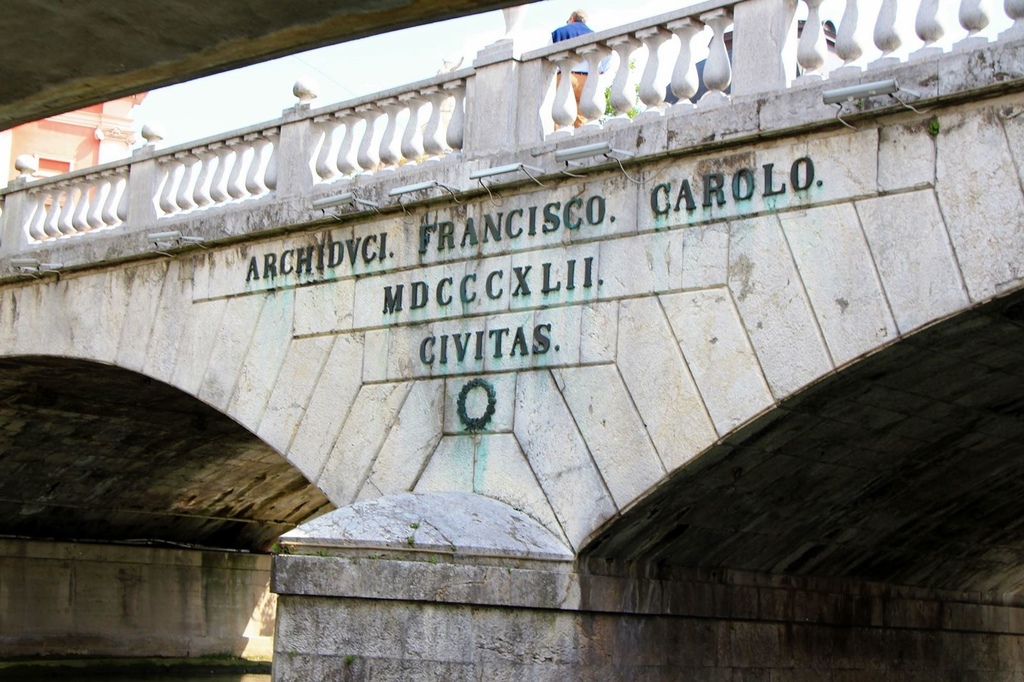 ARCHIDVCI. FRANCISCO. CAROLO.
MDCCCXLII.
CIVITAS.